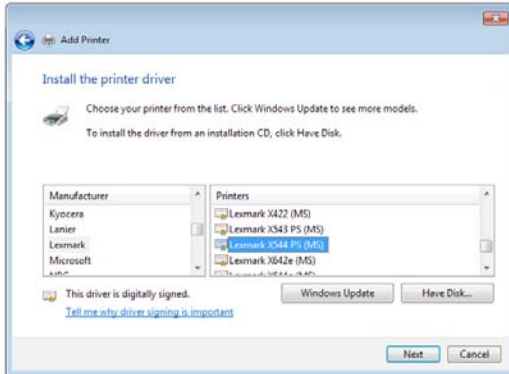 Add Printer
Install the printer driver
Choose your printer from the list. Click Windows Update to see more models.
To install the driver from an installation CD, click Have Disk.
Manufacturer
Kyocera
Lanier
Lexmark
Microsoft
Printers
Lexmark X422 (MS)
Lexmark X543 PS (MS)
Lexmark X544 PS (MS)
Lexmark X642e (MS)
This driver is digitally signed.
Tell me why driver signing is important
Windows Update
Have Disk...
Next
Cancel